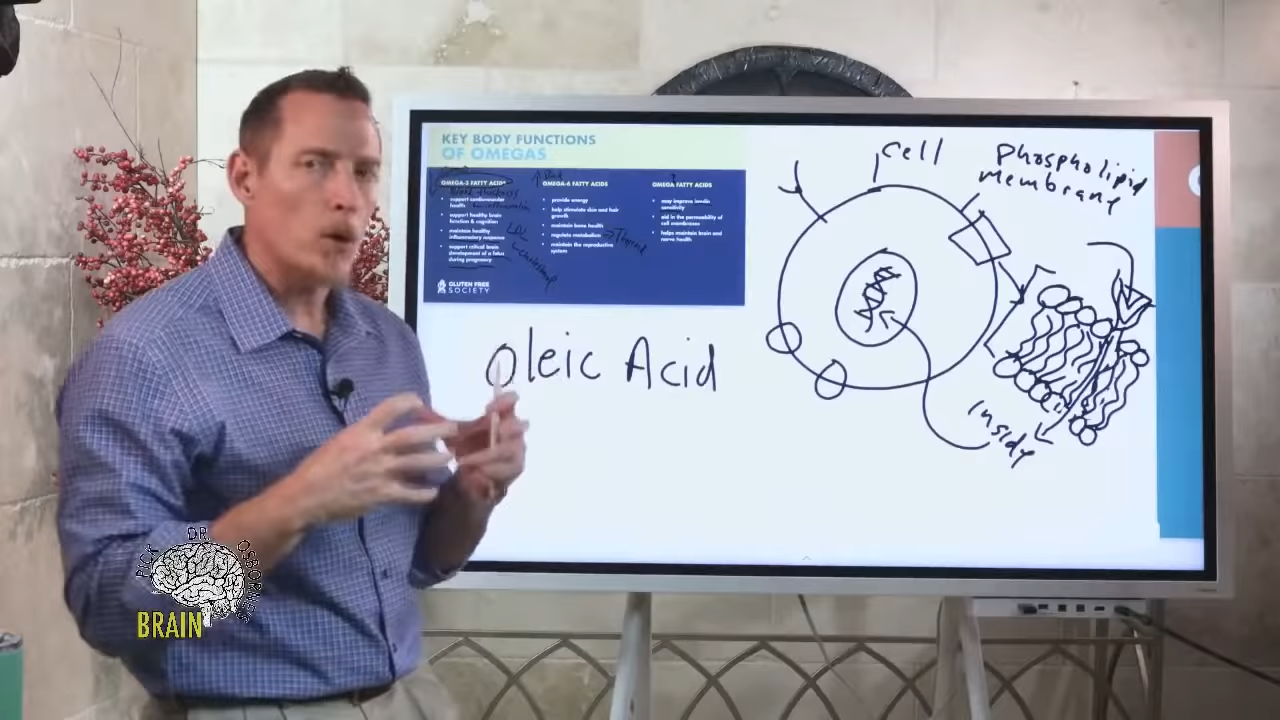 KEY BODY FUNCTIONS
OF OMEGAS
OMEGA-3 FATTY ACIDS
support cardiovascular
health
support healthy brain
function & cognition
maintain healthy
inflammatory response
support critical brain
development of a fetus
during pregnancy
OMEGA-6 FATTY ACIDS
provide energy
help stimulate skin and hair
growth
maintain bone health
regulate metabolism → Thyroid
maintain the reproductive
system
OMEGA FATTY ACIDS
may improve insulin
sensitivity
aid in the permeability of
cell membranes
helps maintain brain and
nerve health
GLUTEN FREE
SOCIETY
Oleic Acid
Cell
Phospholipid
membrane
Inside
PICK DR OSBORNE'S
BRAIN